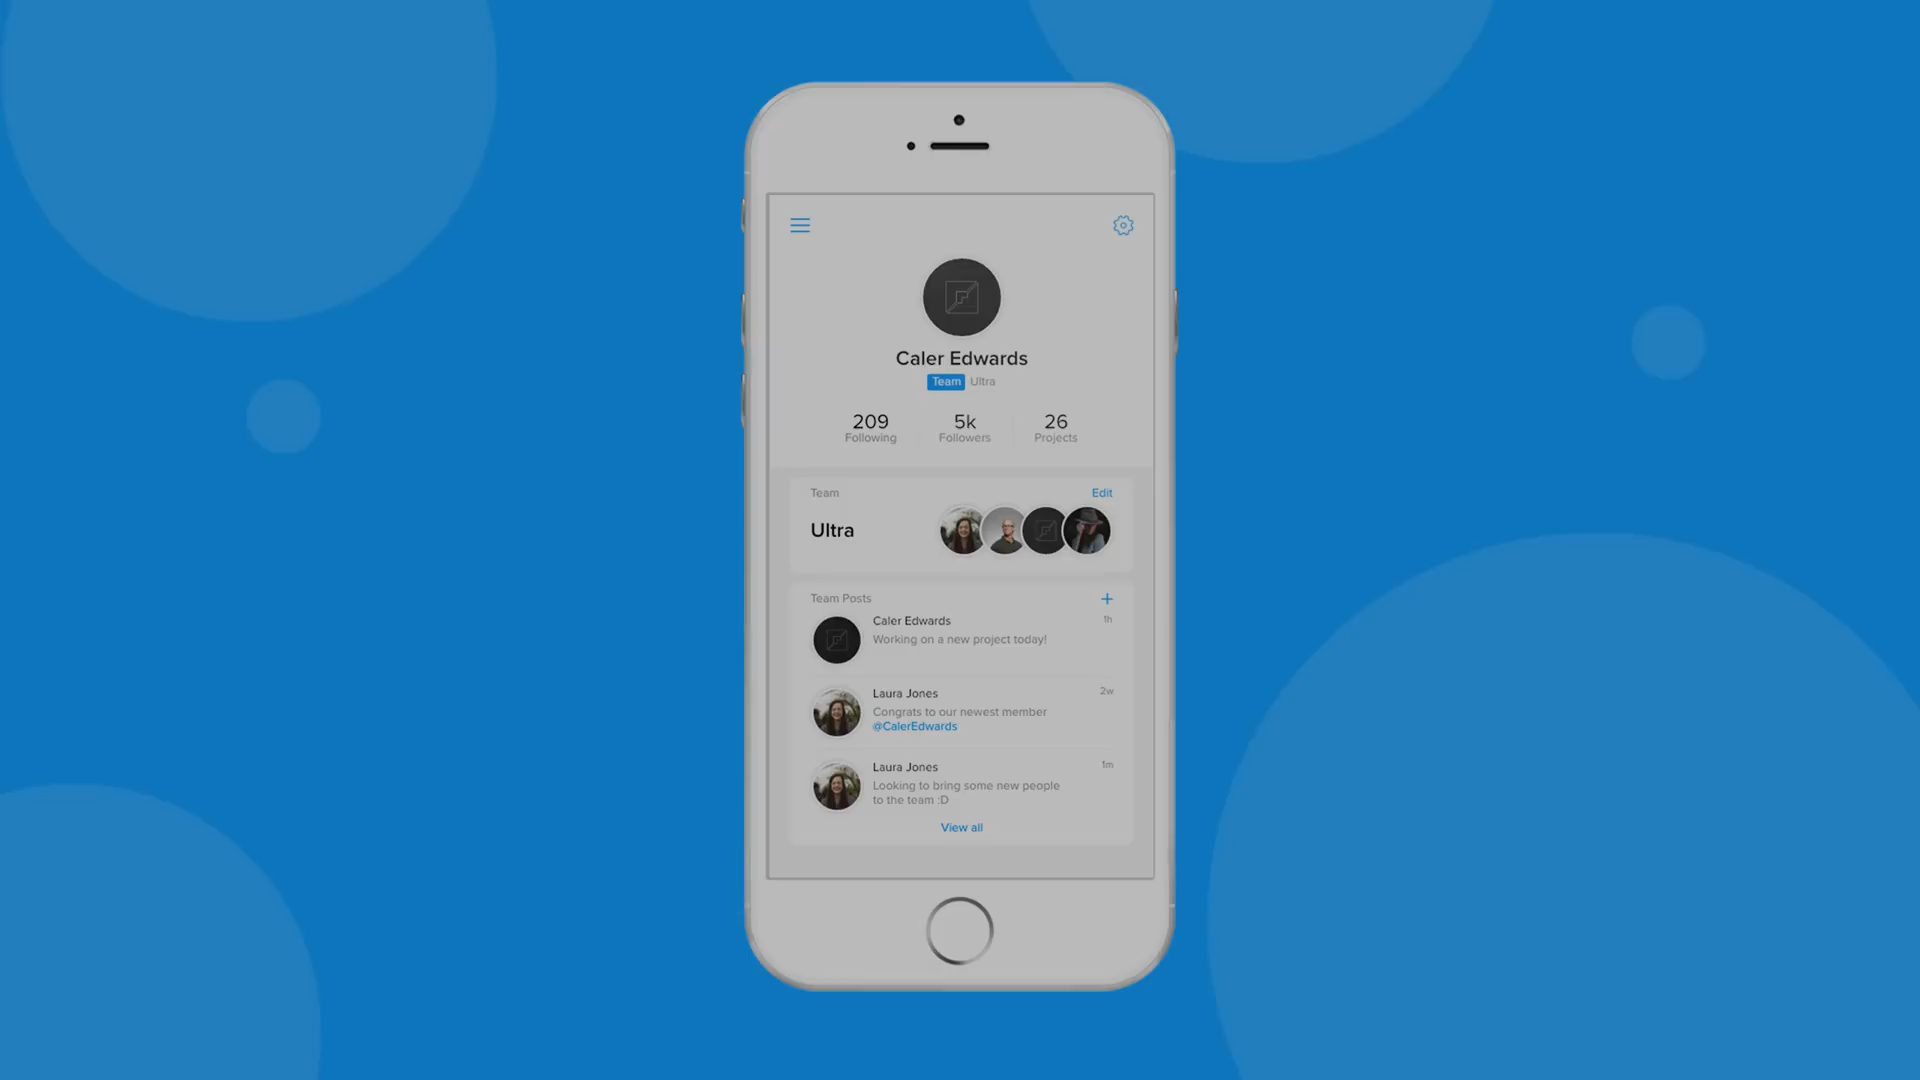 Caler Edwards
Team Ultra
209
Following
5k
Followers
26
Projects
Team
Edit
Ultra
Team Posts
Caler Edwards
1h
Working on a new project today!
Laura Jones
2w
Congrats to our newest member
@CalerEdwards
Laura Jones
1m
Looking to bring some new people
to the team :D
View all